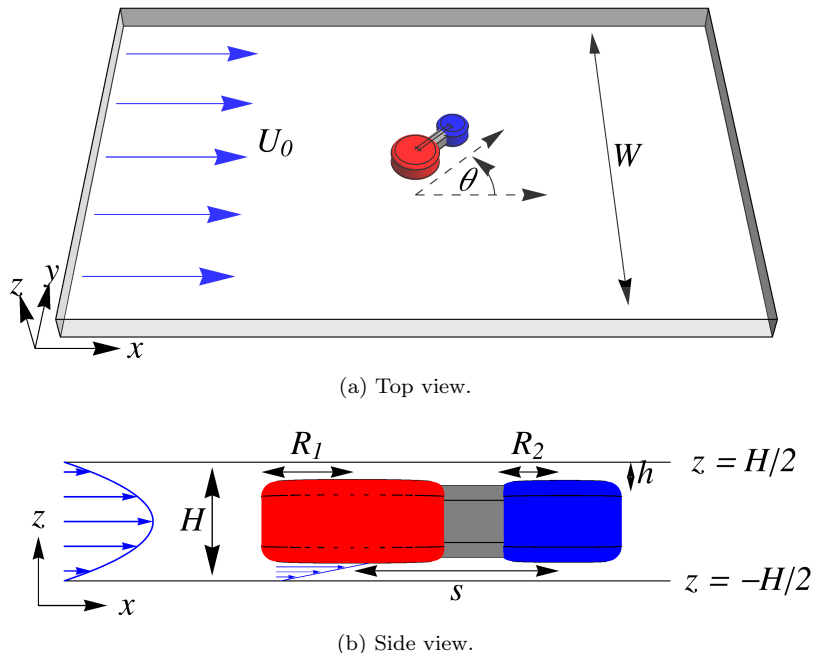 U₀
W
θ
z
y
x
(a) Top view.
R₁
R₂
z = H/2
h
H
z
x
s
z = −H/2
(b) Side view.